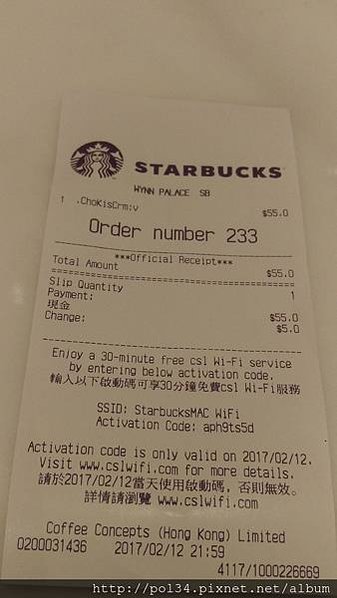 STARBUCKS
WYNN PALACE SB
1 .ChoKisCrm:v $55.0
Order number 233
***Official Receipt***
Total Amount $55.0
Slip Quantity 1
Payment:
現金 $55.0
Change: $5.0
Enjoy a 30-minute free csl Wi-Fi service
by entering below activation code.
輸入以下啟動碼可享30分鐘免費csl Wi-Fi服務
SSID: StarbucksMAC WiFi
Activation Code: aph9ts5d
Activation code is only valid on 2017/02/12.
Visit www.cslwifi.com for more details.
請於2017/02/12當天使用啟動碼, 否則無效。
詳情請瀏覽 www.cslwifi.com
Coffee Concepts (Hong Kong) Limited
0200031436 2017/02/12 21:59
4117/1000226669
http://pol34.pixnet.net/album